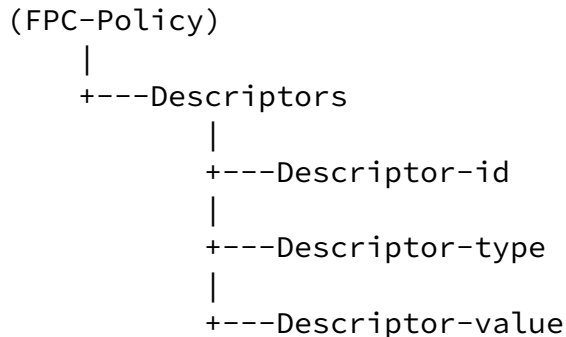 (FPC-Policy)
|
+---Descriptors
|
+---Descriptor-id
|
+---Descriptor-type
|
+---Descriptor-value